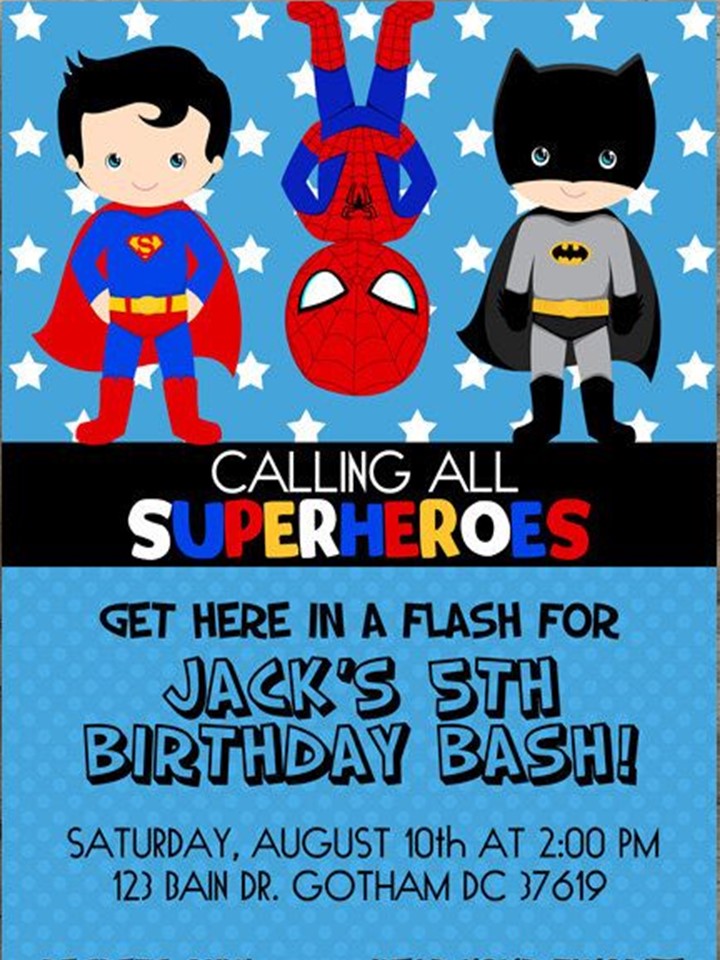 CALLING ALL
SUPERHEROES
GET HERE IN A FLASH FOR
JACK'S 5TH
BIRTHDAY BASH!
SATURDAY, AUGUST 10th AT 2:00 PM
123 BAIN DR. GOTHAM DC 37619